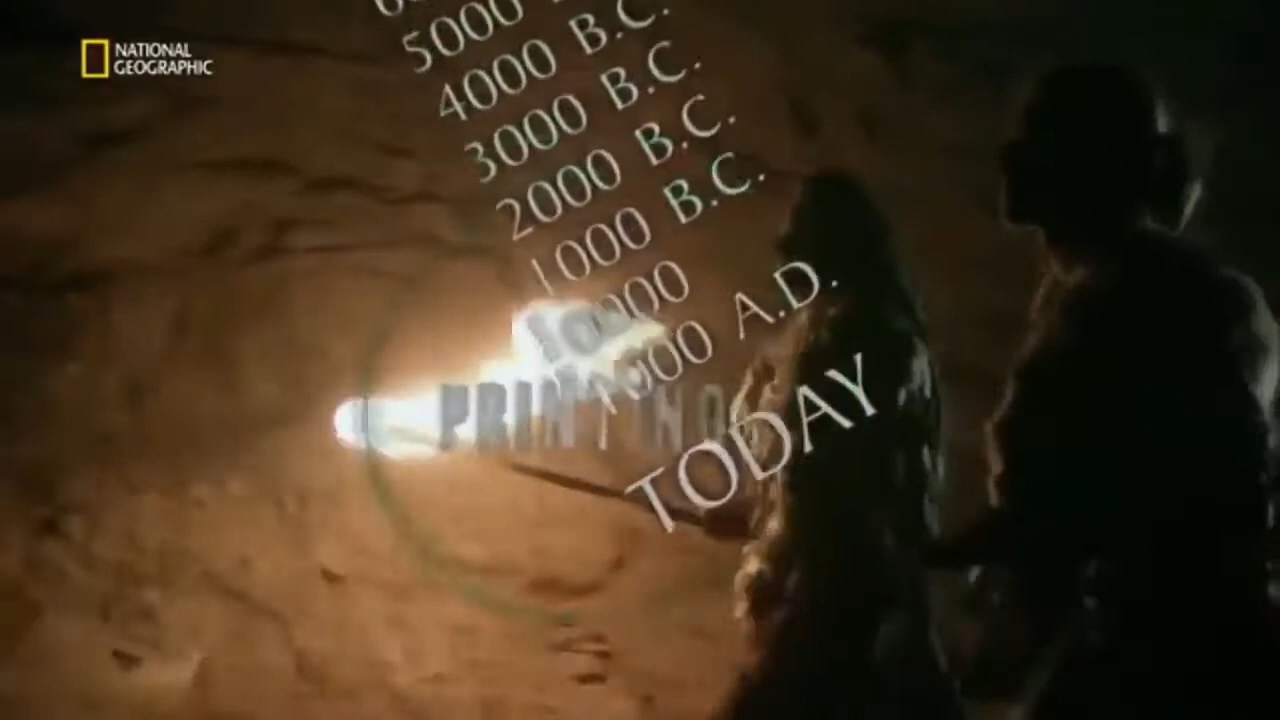 NATIONAL
GEOGRAPHIC
5000
4000 B.C.
3000 B.C.
2000 B.C.
1000 B.C.
1000 A.D.
TODAY